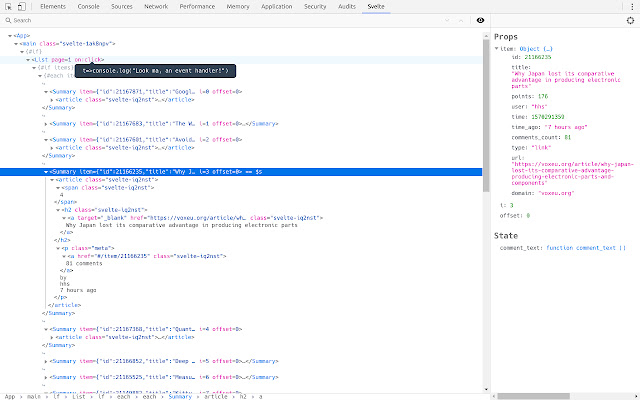 Elements Console Sources Network Performance Memory Application Security Audits Svelte
Search
<App>
<main class="svelte-1ak8npv">
{#if}
<List page=1 on:click>
t=>console.log("Look ma, an event handler!")
{#if items}
{#each it
<Summary item={"id":21167871,"title":"Googl… i=0 offset=0>
<article class="svelte-iq2nst">…</article>
</Summary>
<Summary item={"id":21167683,"title":"The W… i=1 offset=0>…</Summary>
<Summary item={"id":21167681,"title":"Avoid… i=2 offset=0>
<article class="svelte-iq2nst">…</article>
</Summary>
<Summary item={"id":21166235,"title":"Why J… i=3 offset=0> == $s
<article class="svelte-iq2nst">
<span class="svelte-iq2nst">
4
</span>
<h2 class="svelte-iq2nst">
<a target="_blank" href="https://voxeu.org/article/wh… class="svelte-iq2nst">
Why Japan lost its comparative advantage in producing electronic parts
</a>
</h2>
<p class="meta">
<a href="#/item/21166235" class="svelte-iq2nst">
81 comments
</a>
by
hhs
7 hours ago
</p>
</article>
</Summary>
<Summary item={"id":21167368,"title":"Quant… i=4 offset=0>
<article class="svelte-iq2nst">…</article>
</Summary>
<Summary item={"id":21166852,"title":"Deep … i=5 offset=0>…</Summary>
<Summary item={"id":21165625,"title":"Measu… i=6 offset=0>…</Summary>
App › main › if › List › if › each › each › Summary › article › h2 › a
Props
item: Object {…}
id: 21166235
title:
"Why Japan lost its comparative advantage in producing electronic parts"
points: 176
user: "hhs"
time: 1570291359
time_ago: "7 hours ago"
comments_count: 81
type: "link"
url:
"https://voxeu.org/article/why-japan-lost-its-comparative-advantage-producing-electronic-parts-and-components"
domain: "voxeu.org"
i: 3
offset: 0
State
comment_text: function comment_text ()